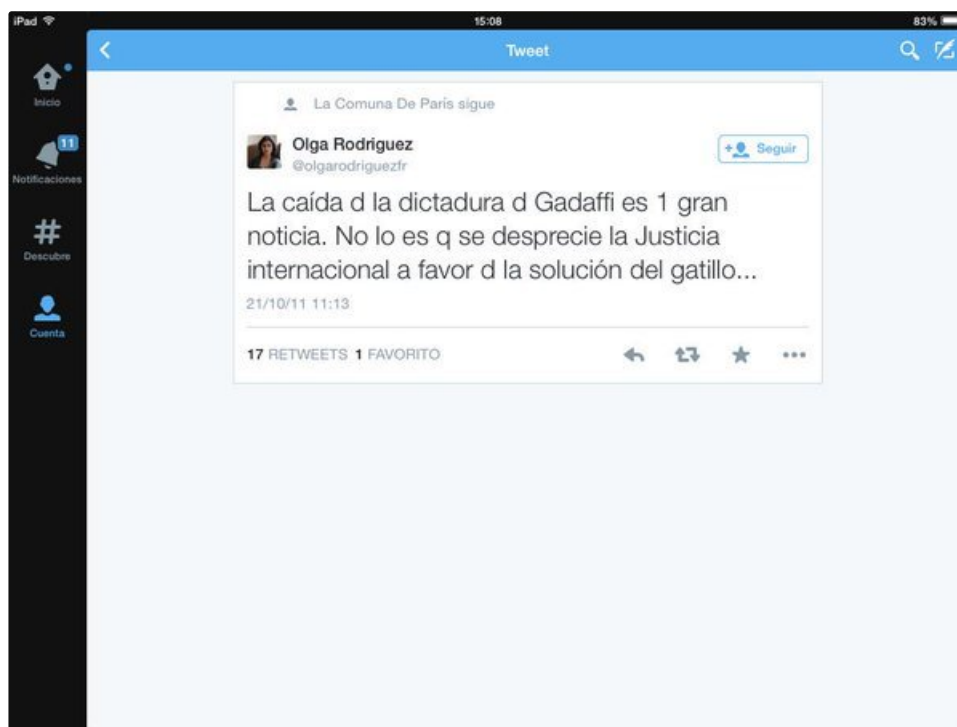 iPad 15:08 83%
Tweet
Inicio
11
Notificaciones
Descubre
Cuenta
La Comuna De París sigue
Olga Rodriguez
@olgarodriguezfr
Seguir
La caída d la dictadura d Gadaffi es 1 gran
noticia. No lo es q se desprecie la Justicia
internacional a favor d la solución del gatillo...
21/10/11 11:13
17 RETWEETS 1 FAVORITO